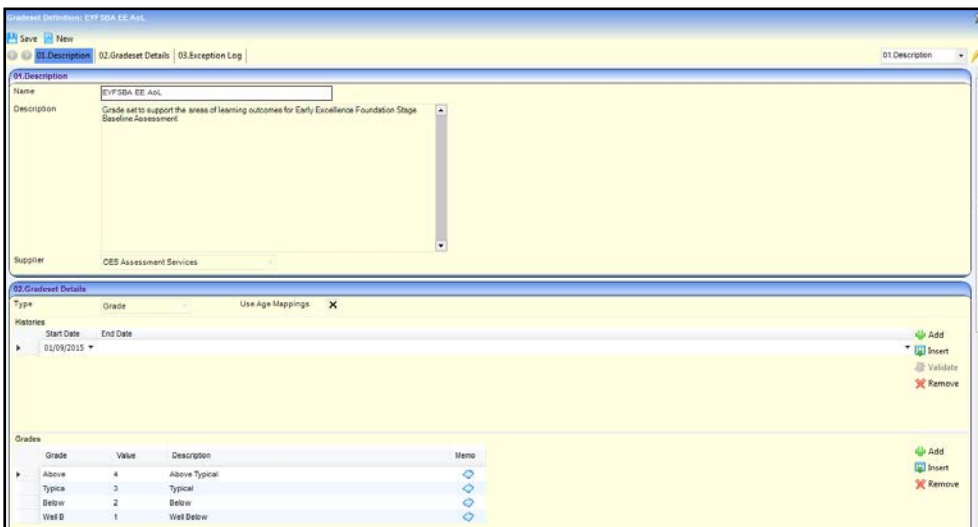 Gradeset Definition: EYFSBA EE AoL
Save New
01.Description 02.Gradeset Details 03.Exception Log 01.Description
01.Description
Name EYFSBA EE AoL
Description Grade set to support the areas of learning outcomes for Early Excellence Foundation Stage
Baseline Assessment
Supplier OES Assessment Services
02.Gradeset Details
Type Grade Use Age Mappings
Histories
Start Date End Date
01/09/2015
Add
Insert
Validate
Remove
Grades
Grade Value Description Memo
Above 4 Above Typical
Typica 3 Typical
Below 2 Below
Well B 1 Well Below
Add
Insert
Remove